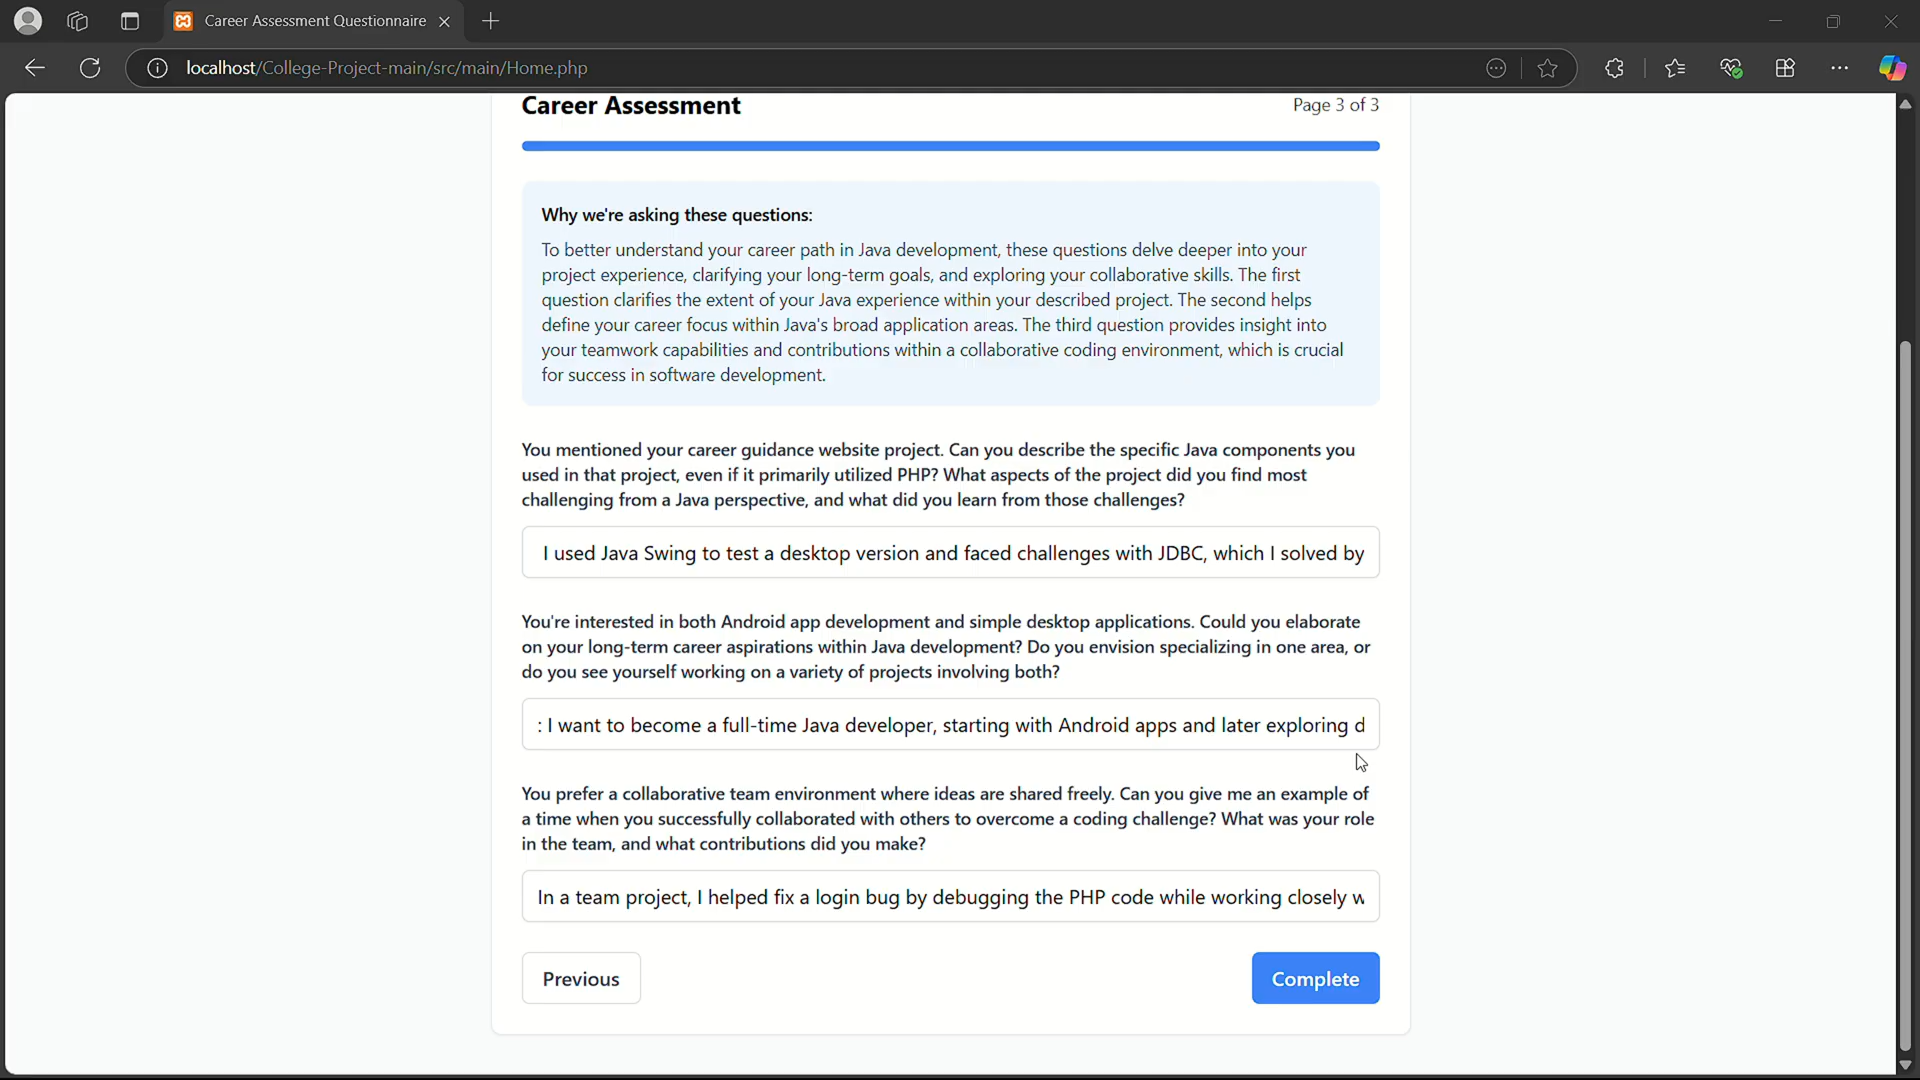 Career Assessment Questionnaire
localhost/College-Project-main/src/main/Home.php
Career Assessment
Page 3 of 3
Why we're asking these questions:
To better understand your career path in Java development, these questions delve deeper into your
project experience, clarifying your long-term goals, and exploring your collaborative skills. The first
question clarifies the extent of your Java experience within your described project. The second helps
define your career focus within Java's broad application areas. The third question provides insight into
your teamwork capabilities and contributions within a collaborative coding environment, which is crucial
for success in software development.
You mentioned your career guidance website project. Can you describe the specific Java components you
used in that project, even if it primarily utilized PHP? What aspects of the project did you find most
challenging from a Java perspective, and what did you learn from those challenges?
I used Java Swing to test a desktop version and faced challenges with JDBC, which I solved by
You're interested in both Android app development and simple desktop applications. Could you elaborate
on your long-term career aspirations within Java development? Do you envision specializing in one area, or
do you see yourself working on a variety of projects involving both?
: I want to become a full-time Java developer, starting with Android apps and later exploring d
You prefer a collaborative team environment where ideas are shared freely. Can you give me an example of
a time when you successfully collaborated with others to overcome a coding challenge? What was your role
in the team, and what contributions did you make?
In a team project, I helped fix a login bug by debugging the PHP code while working closely w
Previous
Complete